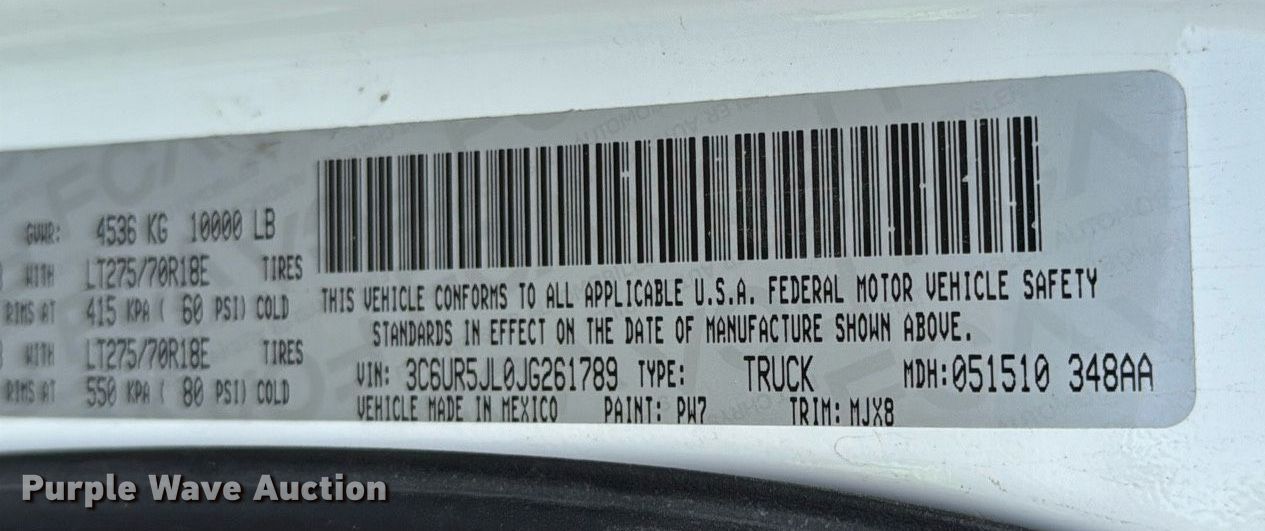 GVWR: 4536 KG 10000 LB
WITH LT275/70R18E TIRES
RIMS AT 415 KPA ( 60 PSI) COLD
WITH LT275/70R18E TIRES
RIMS AT 550 KPA ( 80 PSI) COLD
THIS VEHICLE CONFORMS TO ALL APPLICABLE U.S.A. FEDERAL MOTOR VEHICLE SAFETY
STANDARDS IN EFFECT ON THE DATE OF MANUFACTURE SHOWN ABOVE.
VIN: 3C6UR5JL0JG261789 TYPE: TRUCK MDH:051510 348AA
VEHICLE MADE IN MEXICO PAINT: PW7 TRIM: MJX8
Purple Wave Auction